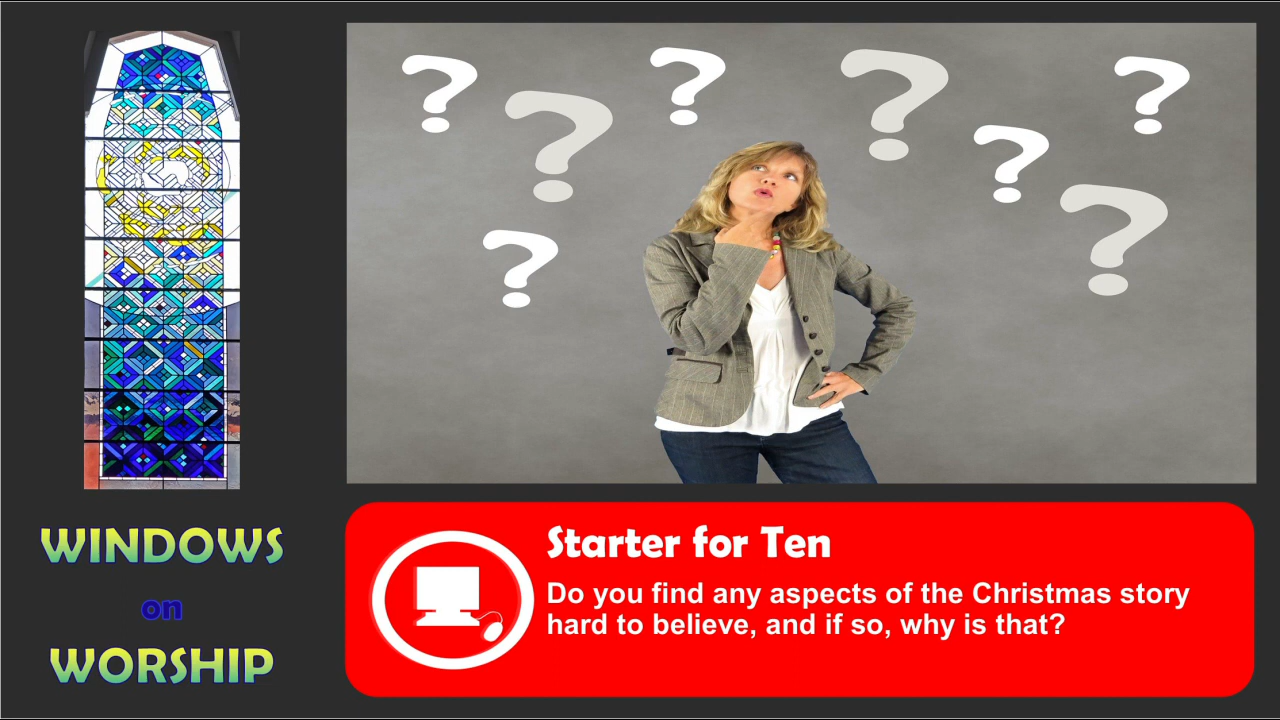 WINDOWS
on
WORSHIP
? ? ? ? ? ? ? ?
Starter for Ten
Do you find any aspects of the Christmas story
hard to believe, and if so, why is that?